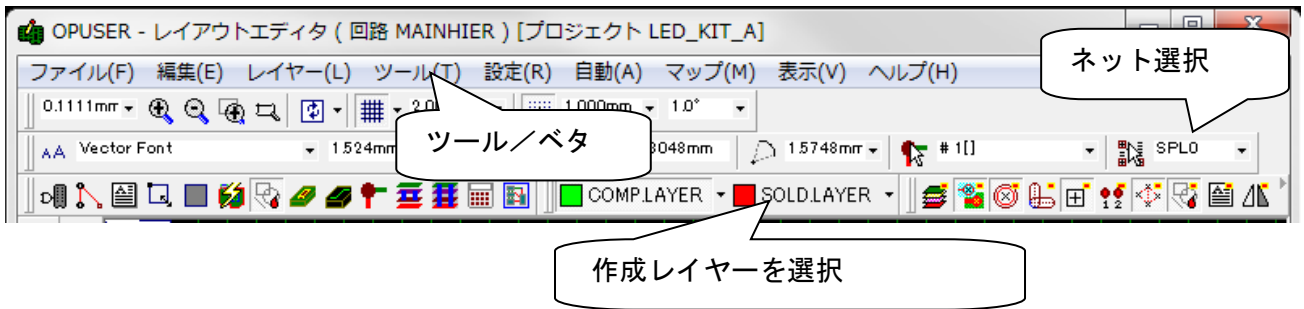 OPUSER - レイアウトエディタ ( 回路 MAINHIER ) [プロジェクト LED_KIT_A]
ネット選択
ファイル(F) 編集(E) レイヤー(L) ツール(T) 設定(R) 自動(A) マップ(M) 表示(V) ヘルプ(H)
0.1111mm 1.000mm 1.0°
ツール／ベタ
Vector Font 1.524mm 3048mm 1.5748mm # 1[] SPL0
COMP.LAYER SOLD.LAYER
作成レイヤーを選択